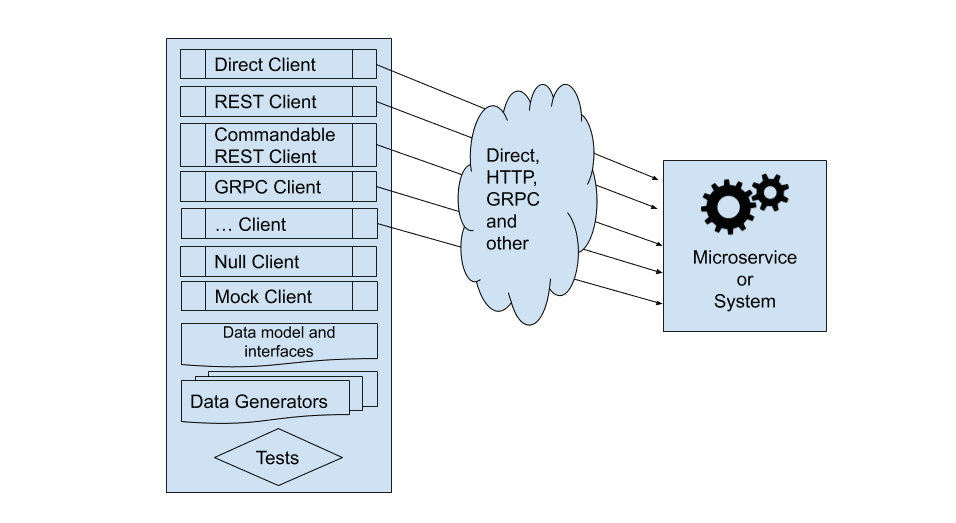 Direct Client
REST Client
Commandable
REST Client
GRPC Client
... Client
Null Client
Mock Client
Data model and
interfaces
Data Generators
Tests
Direct,
HTTP,
GRPC
and
other
Microservice
or
System